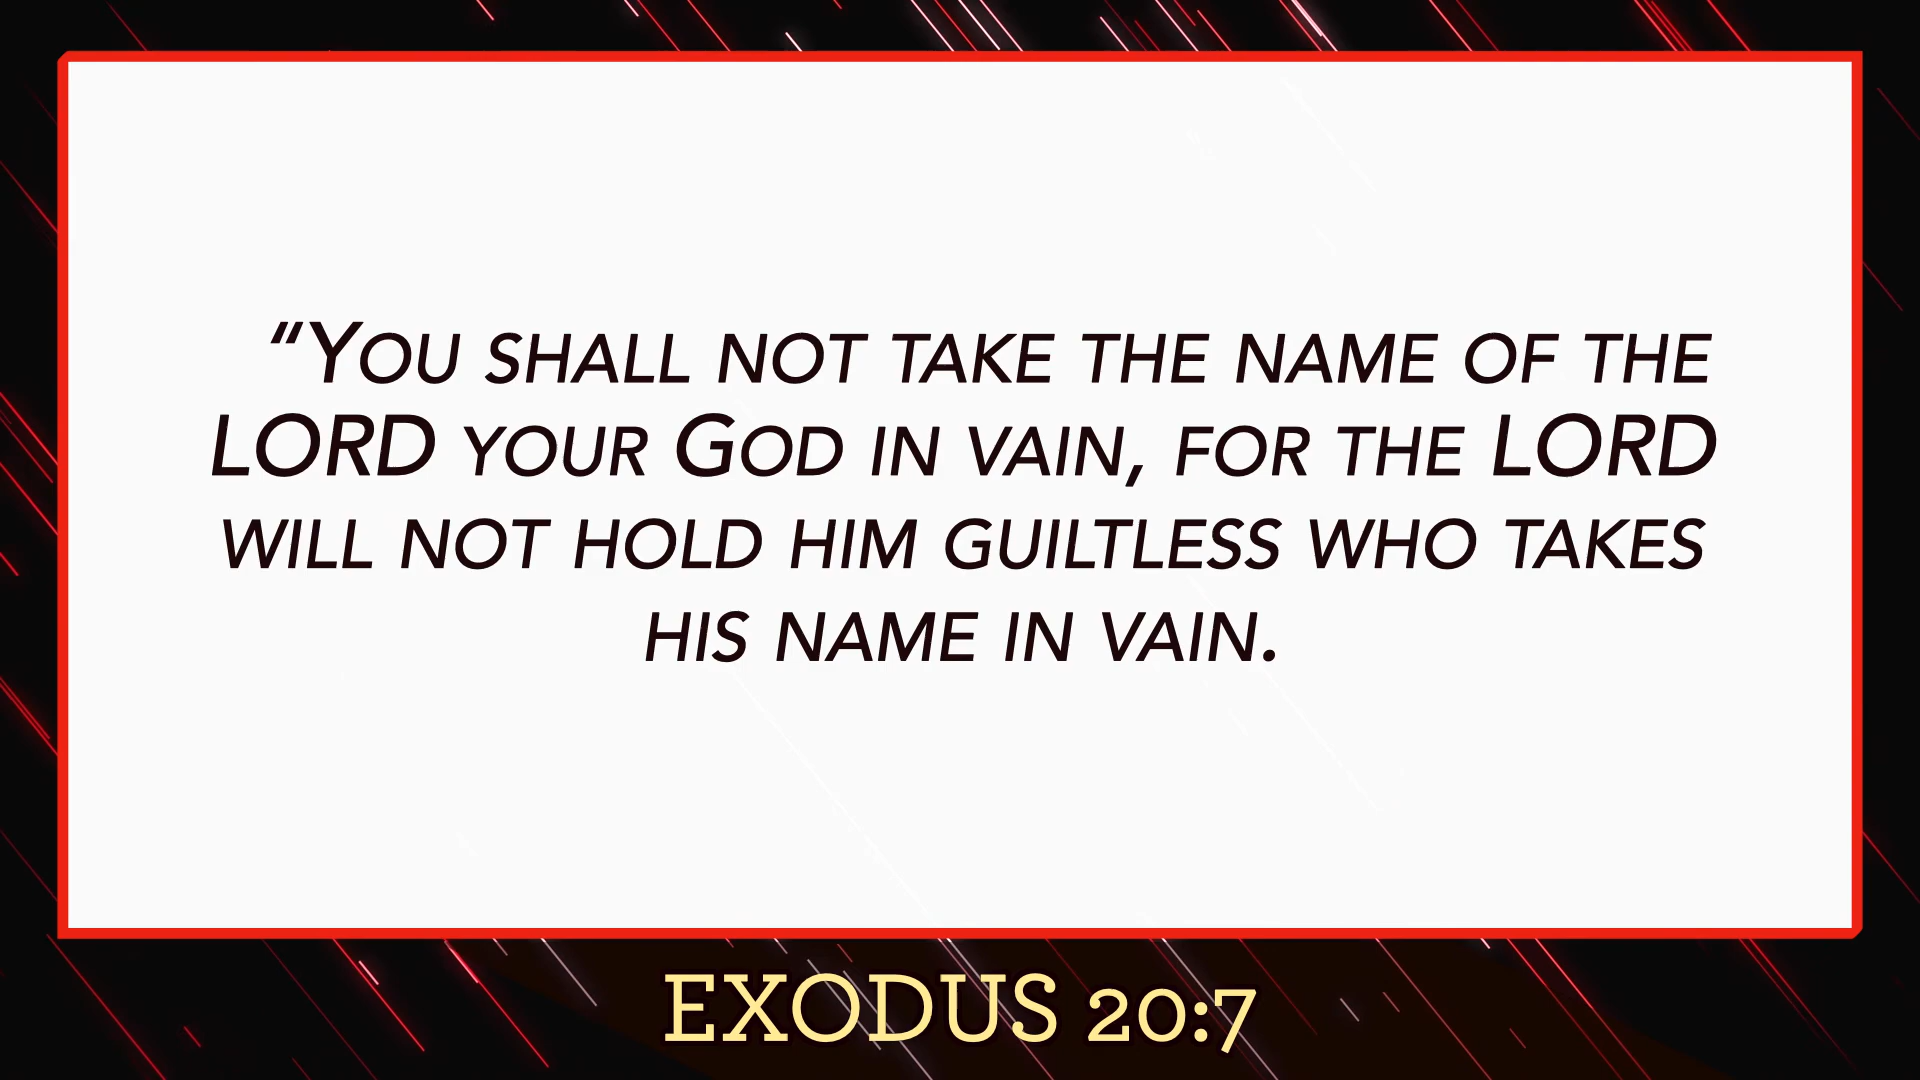 “You shall not take the name of the
LORD your God in vain, for the LORD
will not hold him guiltless who takes
his name in vain.
EXODUS 20:7